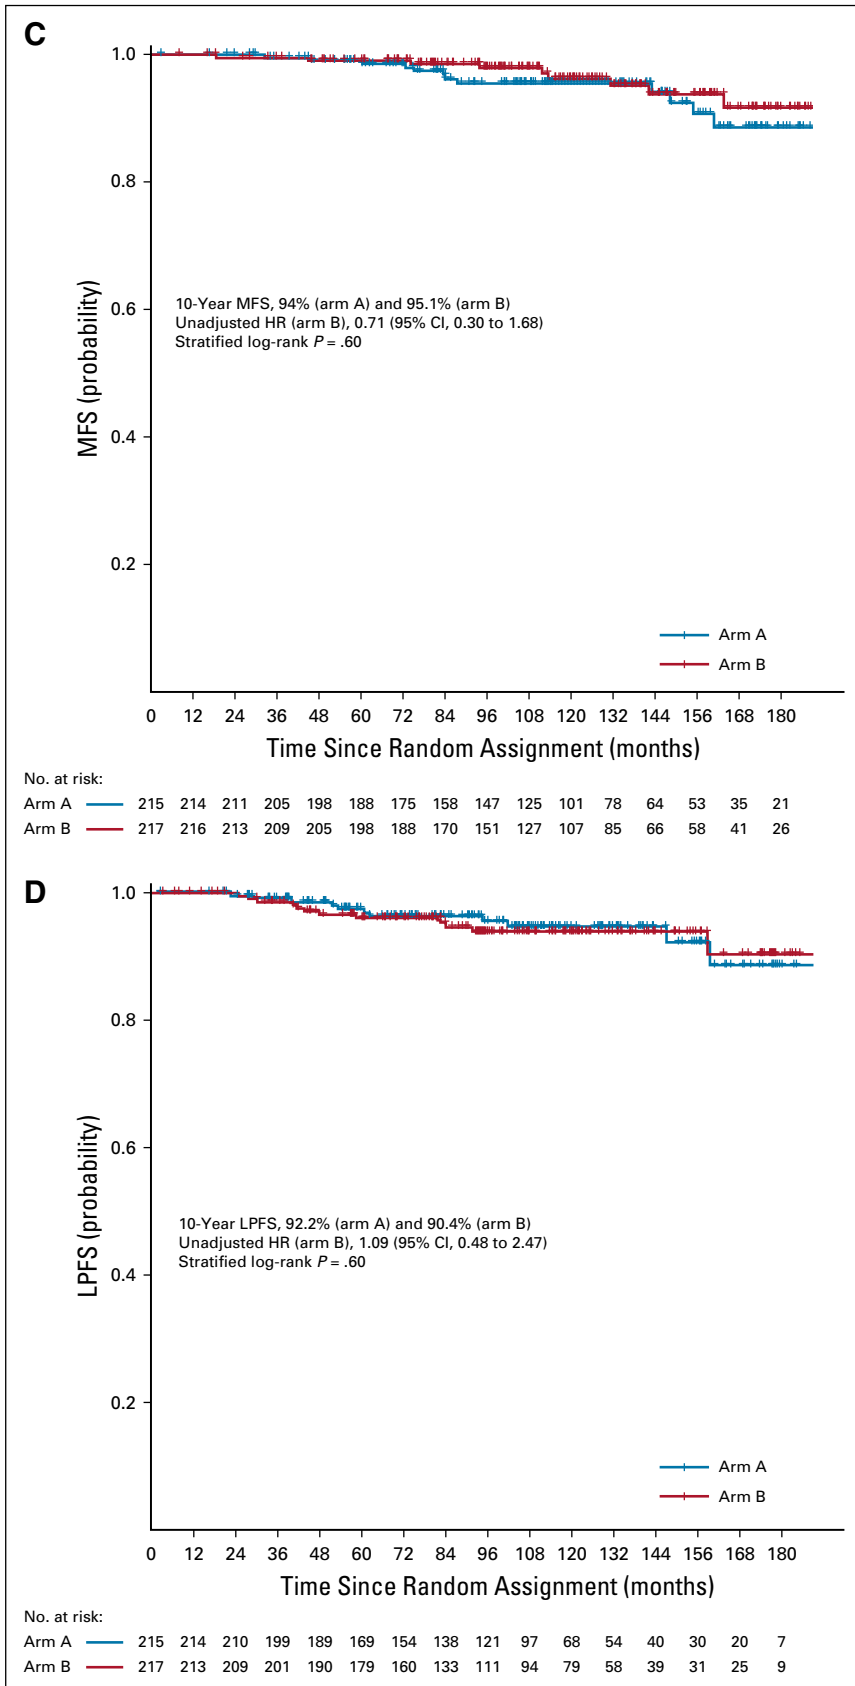 C
1.0
0.8
0.6
0.4
0.2
MFS (probability)
10-Year MFS, 94% (arm A) and 95.1% (arm B)
Unadjusted HR (arm B), 0.71 (95% CI, 0.30 to 1.68)
Stratified log-rank P = .60
Arm A
Arm B
0 12 24 36 48 60 72 84 96 108 120 132 144 156 168 180
Time Since Random Assignment (months)
No. at risk:
Arm A 215 214 211 205 198 188 175 158 147 125 101 78 64 53 35 21
Arm B 217 216 213 209 205 198 188 170 151 127 107 85 66 58 41 26
D
1.0
0.8
0.6
0.4
0.2
LPFS (probability)
10-Year LPFS, 92.2% (arm A) and 90.4% (arm B)
Unadjusted HR (arm B), 1.09 (95% CI, 0.48 to 2.47)
Stratified log-rank P = .60
Arm A
Arm B
0 12 24 36 48 60 72 84 96 108 120 132 144 156 168 180
Time Since Random Assignment (months)
No. at risk:
Arm A 215 214 210 199 189 169 154 138 121 97 68 54 40 30 20 7
Arm B 217 213 209 201 190 179 160 133 111 94 79 58 39 31 25 9